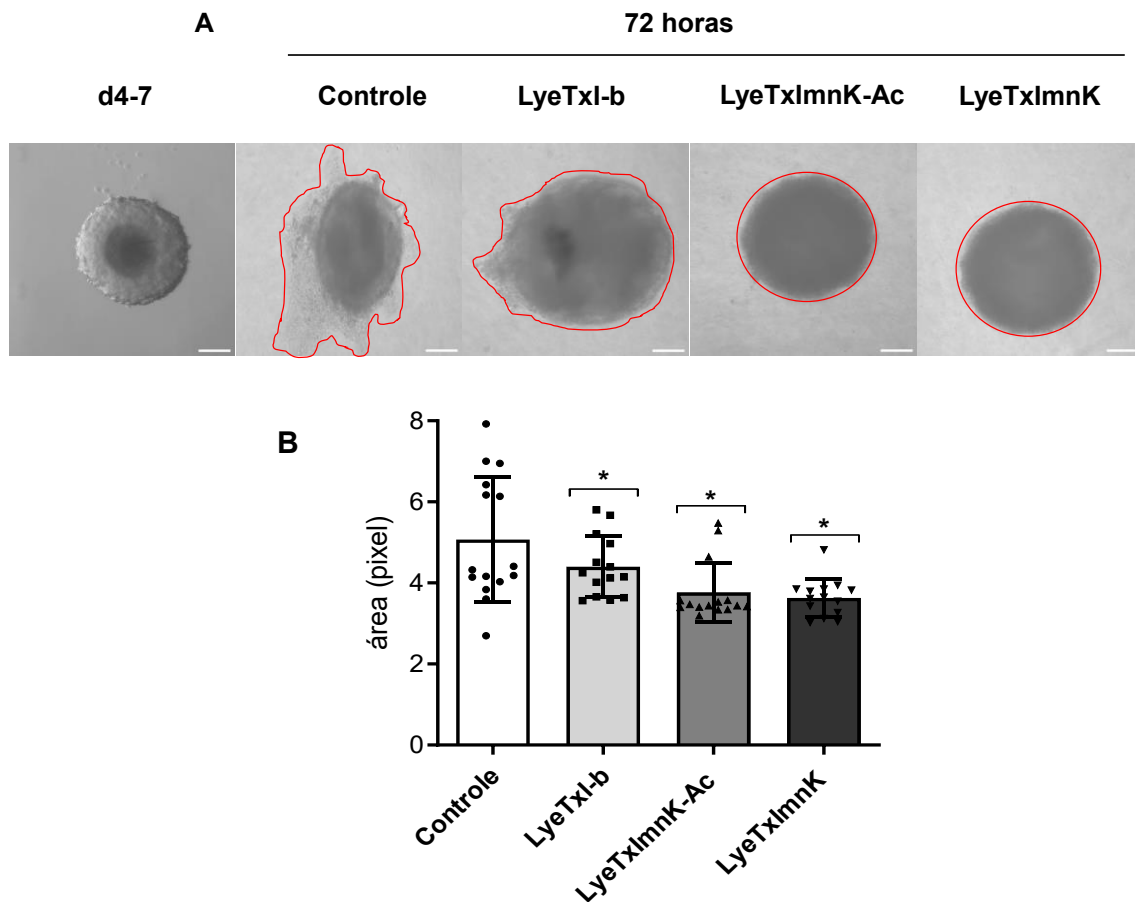 A
72 horas
d4-7
Controle
LyeTxI-b
LyeTxImnK-Ac
LyeTxImnK
B
área (pixel)
8
6
4
2
0
*
*
*
Controle
LyeTxI-b
LyeTxImnK-Ac
LyeTxImnK